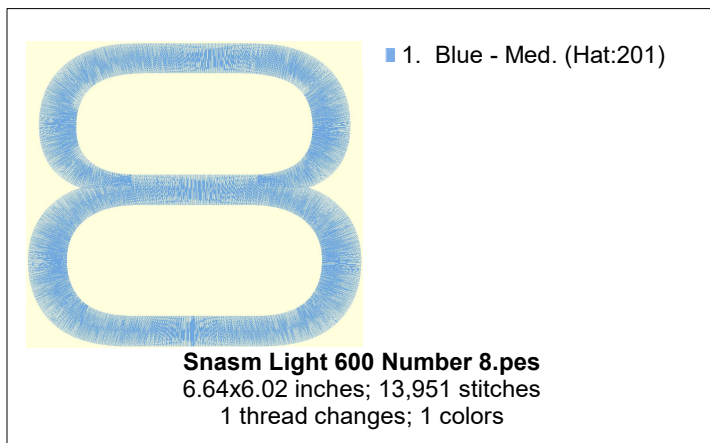 1. Blue - Med. (Hat:201)
8
Snasm Light 600 Number 8.pes
6.64x6.02 inches; 13,951 stitches
1 thread changes; 1 colors